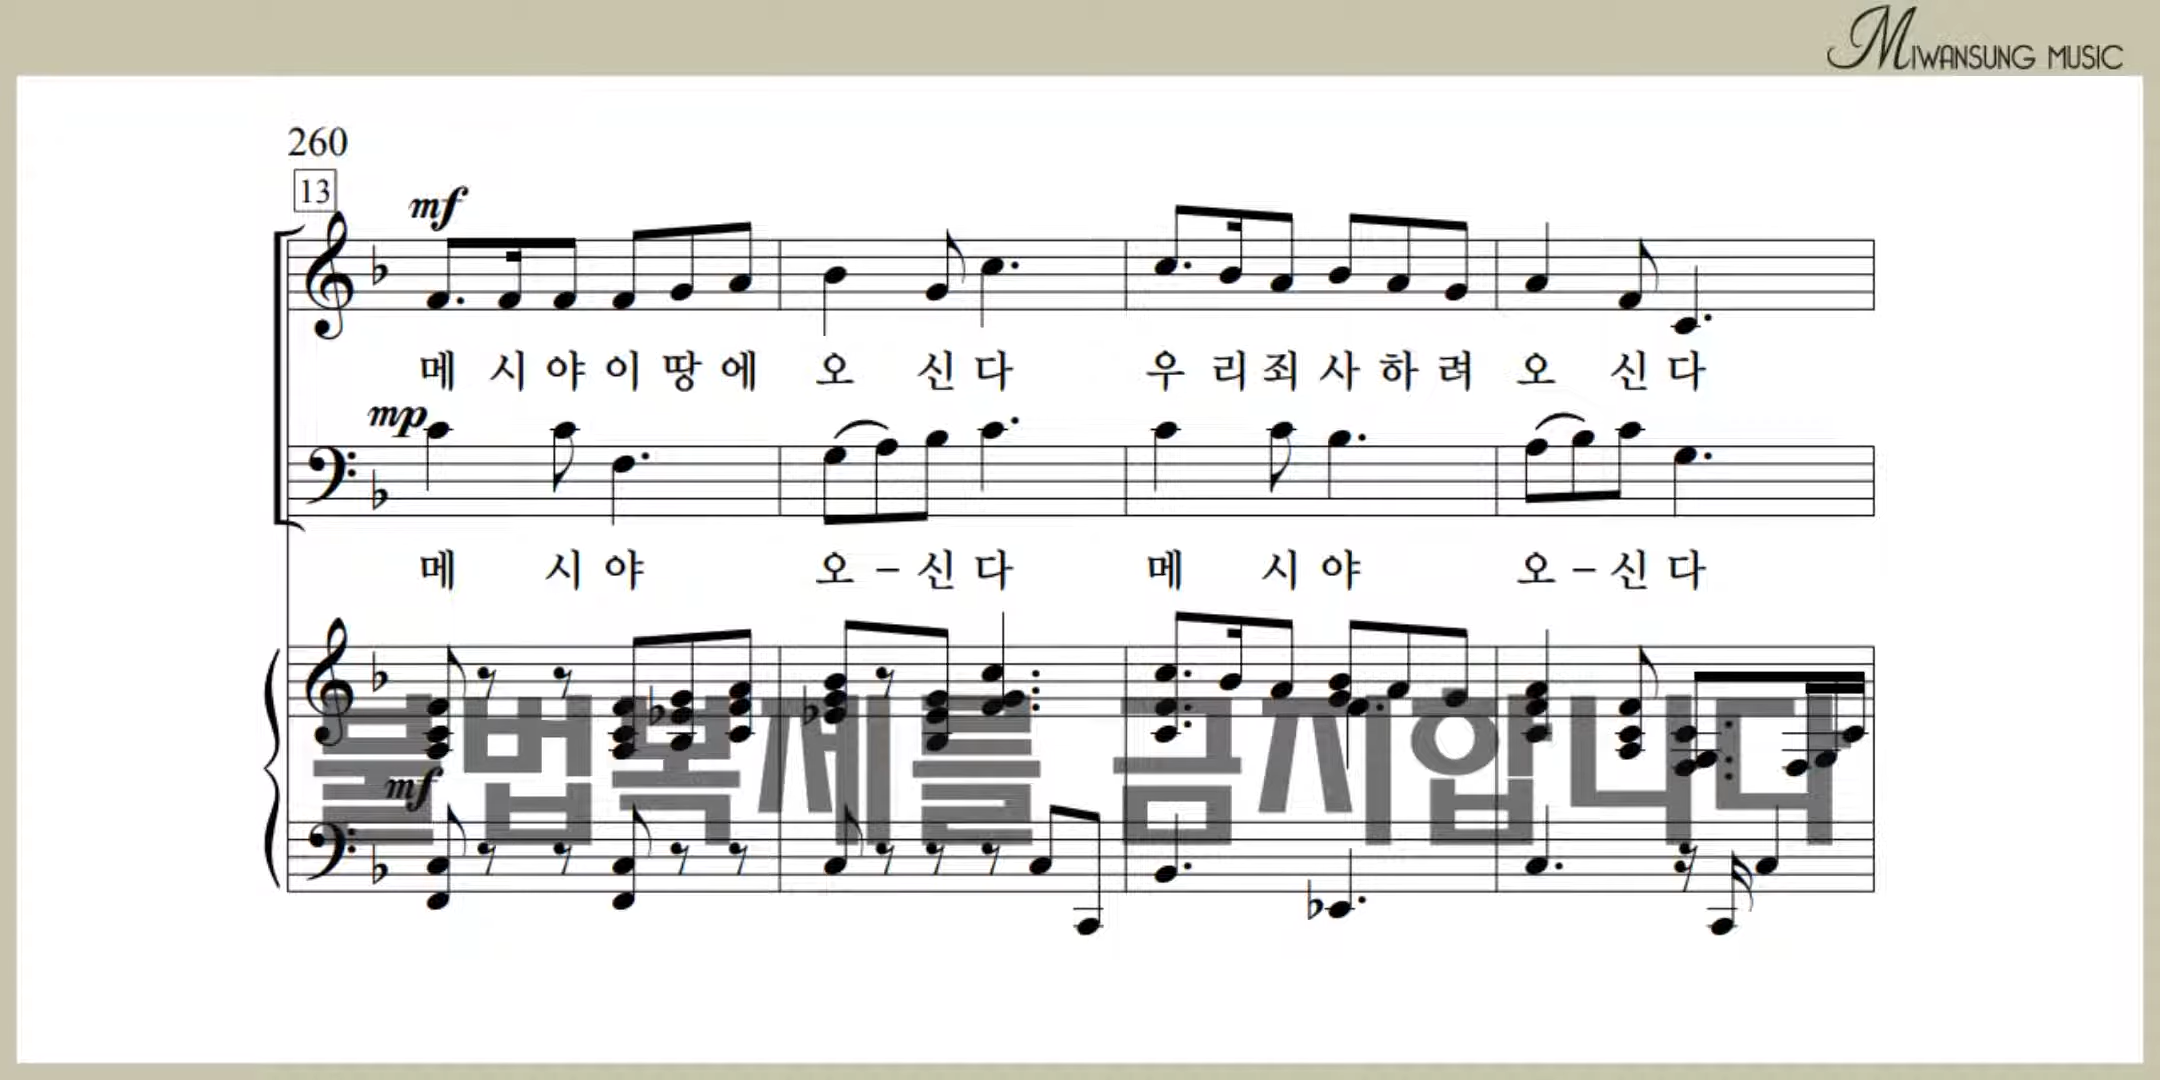 MIWANSUNG MUSIC
260
13
mf
메 시 야 이 땅 에 오 신 다 우 리 죄 사 하 려 오 신 다
mp
메 시 야 오 - 신 다 메 시 야 오 - 신 다
mf
불법복제를 금지합니다